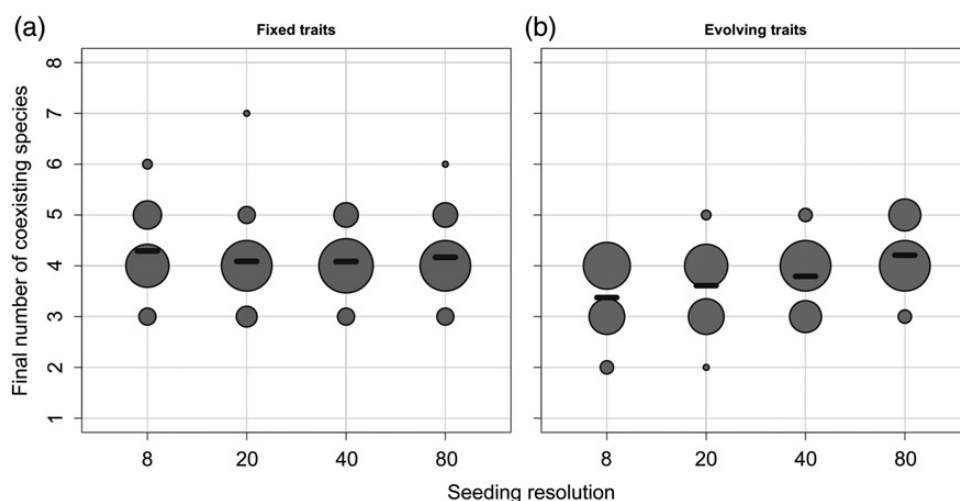 (a)
Fixed traits
(b)
Evolving traits
Final number of coexisting species
8
7
6
5
4
3
2
1
8 20 40 80
8 20 40 80
Seeding resolution